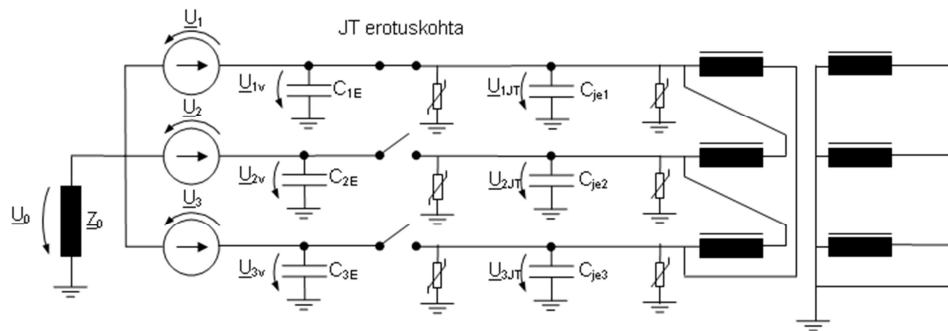 U1
JT erotuskohta
U1v
C1E
U1JT
Cje1
U2
U2v
C2E
U2JT
Cje2
U0
Z0
U3
U3v
C3E
U3JT
Cje3